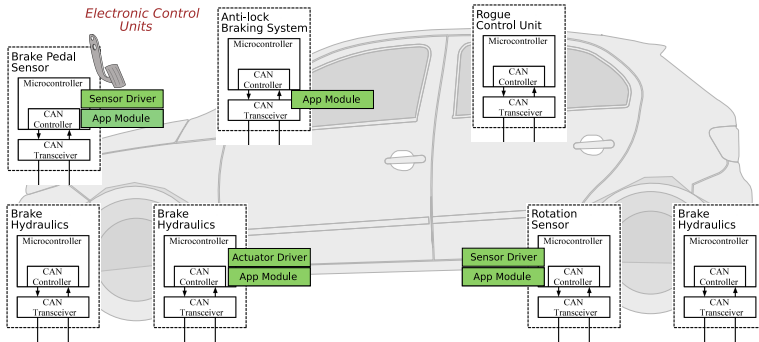 Electronic Control
Units
Brake Pedal
Sensor
Microcontroller
CAN
Controller
CAN
Transceiver
Sensor Driver
App Module
Anti-lock
Braking System
Microcontroller
CAN
Controller
CAN
Transceiver
App Module
Rogue
Control Unit
Microcontroller
CAN
Controller
CAN
Transceiver
Brake
Hydraulics
Microcontroller
CAN
Controller
CAN
Transceiver
Brake
Hydraulics
Microcontroller
CAN
Controller
CAN
Transceiver
Actuator Driver
App Module
Sensor Driver
App Module
Rotation
Sensor
Microcontroller
CAN
Controller
CAN
Transceiver
Brake
Hydraulics
Microcontroller
CAN
Controller
CAN
Transceiver